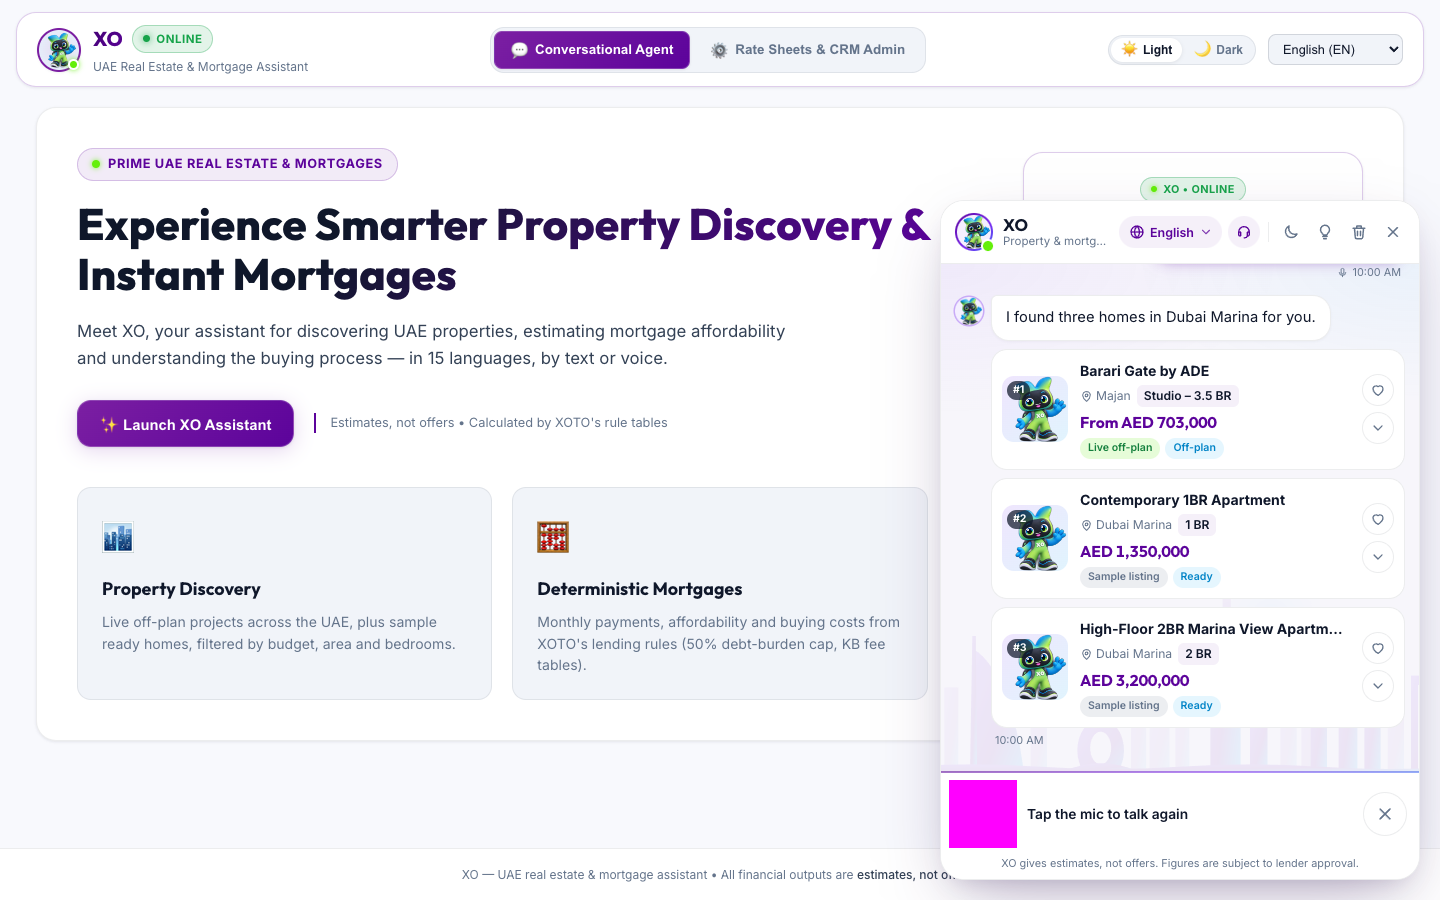 XO
ONLINE
UAE Real Estate & Mortgage Assistant
Conversational Agent
Rate Sheets & CRM Admin
Light
Dark
English (EN)
PRIME UAE REAL ESTATE & MORTGAGES
Experience Smarter Property Discovery &
Instant Mortgages
Meet XO, your assistant for discovering UAE properties, estimating mortgage affordability
and understanding the buying process — in 15 languages, by text or voice.
✨ Launch XO Assistant
Estimates, not offers • Calculated by XOTO's rule tables
Property Discovery
Live off-plan projects across the UAE, plus sample
ready homes, filtered by budget, area and bedrooms.
Deterministic Mortgages
Monthly payments, affordability and buying costs from
XOTO's lending rules (50% debt-burden cap, KB fee
tables).
XO • ONLINE
XO
Property & mortg...
English
10:00 AM
I found three homes in Dubai Marina for you.
#1
Barari Gate by ADE
Majan
Studio – 3.5 BR
From AED 703,000
Live off-plan
Off-plan
#2
Contemporary 1BR Apartment
Dubai Marina
1 BR
AED 1,350,000
Sample listing
Ready
#3
High-Floor 2BR Marina View Apartm...
Dubai Marina
2 BR
AED 3,200,000
Sample listing
Ready
10:00 AM
Tap the mic to talk again
XO gives estimates, not offers. Figures are subject to lender approval.
XO — UAE real estate & mortgage assistant • All financial outputs are estimates, not